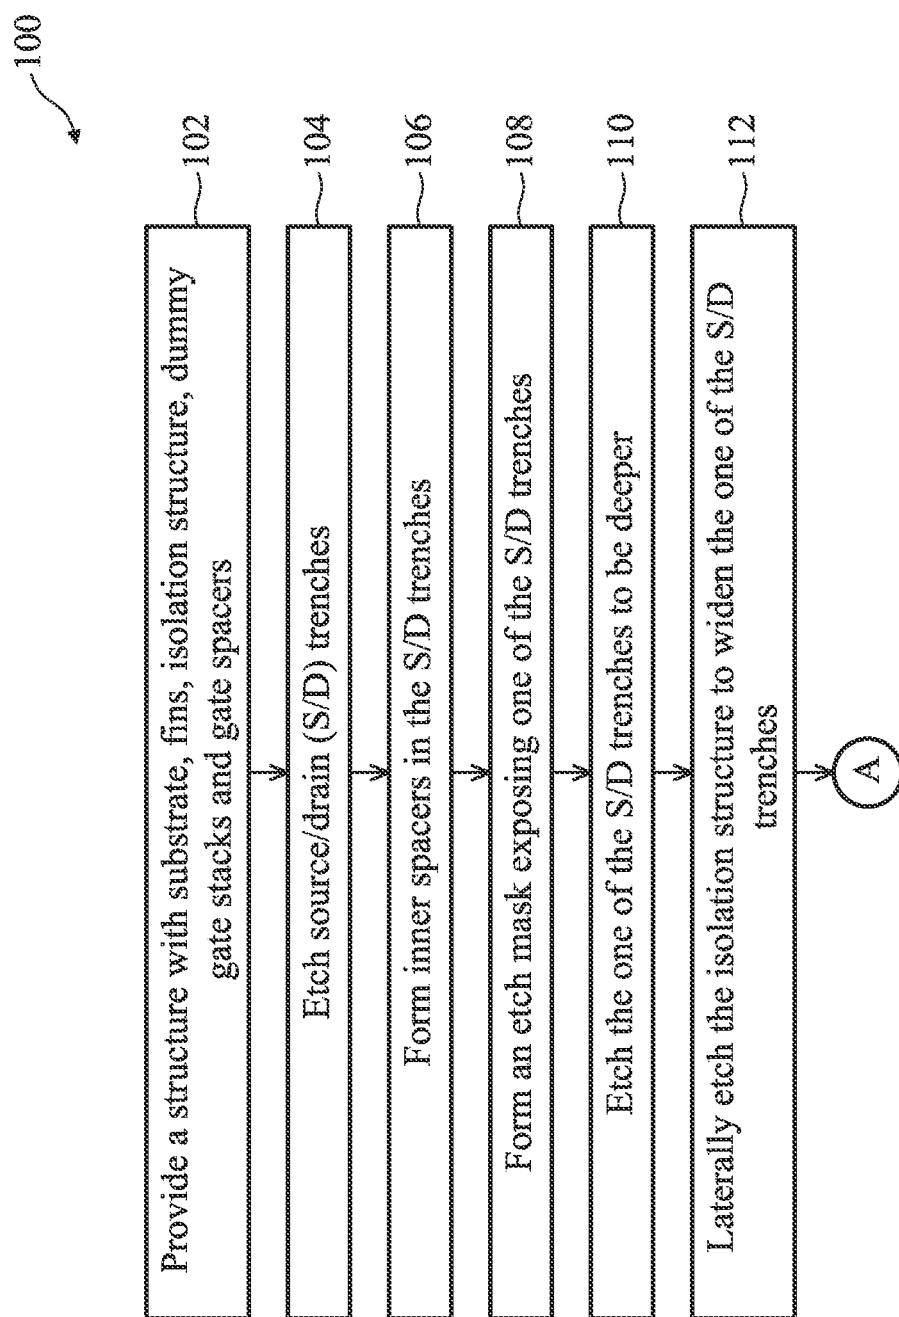 100
Provide a structure with substrate, fins, isolation structure, dummy
gate stacks and gate spacers
102
Etch source/drain (S/D) trenches
104
Form inner spacers in the S/D trenches
106
Form an etch mask exposing one of the S/D trenches
108
Etch the one of the S/D trenches to be deeper
110
Laterally etch the isolation structure to widen the one of the S/D
trenches
112
A